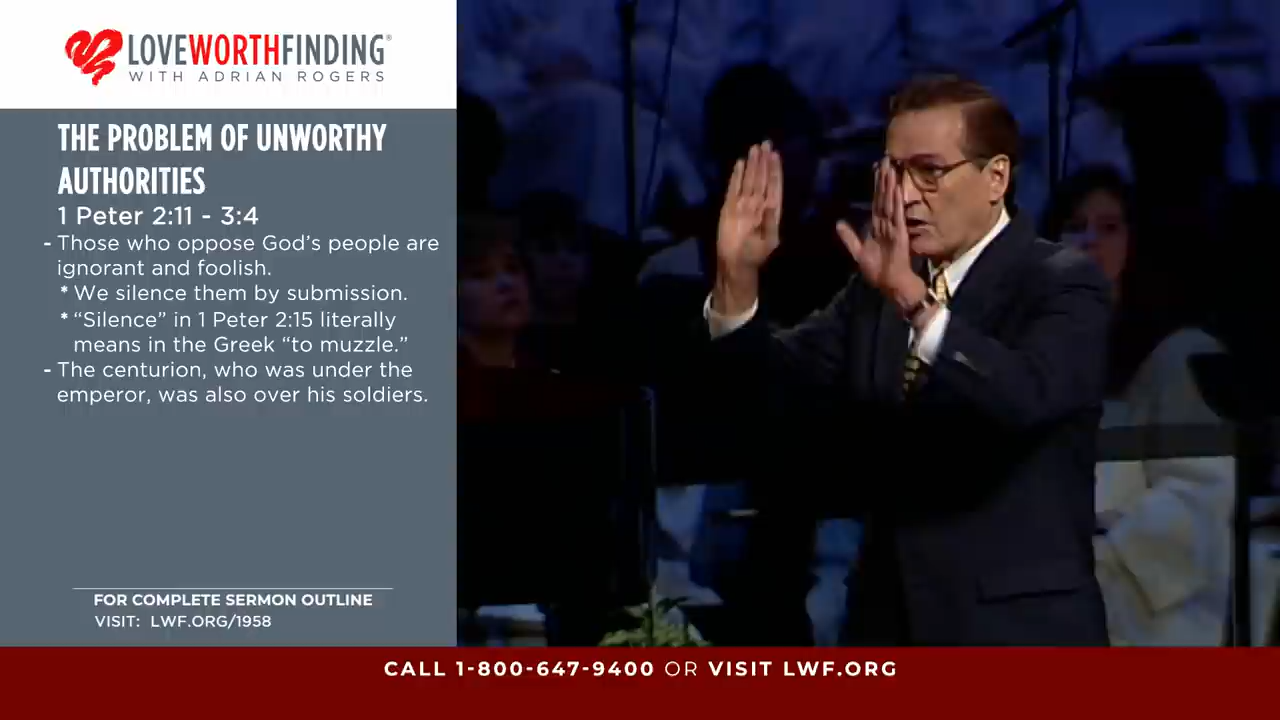 LOVEWORTHFINDING®
WITH ADRIAN ROGERS
THE PROBLEM OF UNWORTHY
AUTHORITIES
1 Peter 2:11 - 3:4
- Those who oppose God's people are
ignorant and foolish.
* We silence them by submission.
* “Silence” in 1 Peter 2:15 literally
means in the Greek “to muzzle.”
- The centurion, who was under the
emperor, was also over his soldiers.
FOR COMPLETE SERMON OUTLINE
VISIT: LWF.ORG/1958
CALL 1-800-647-9400 OR VISIT LWF.ORG